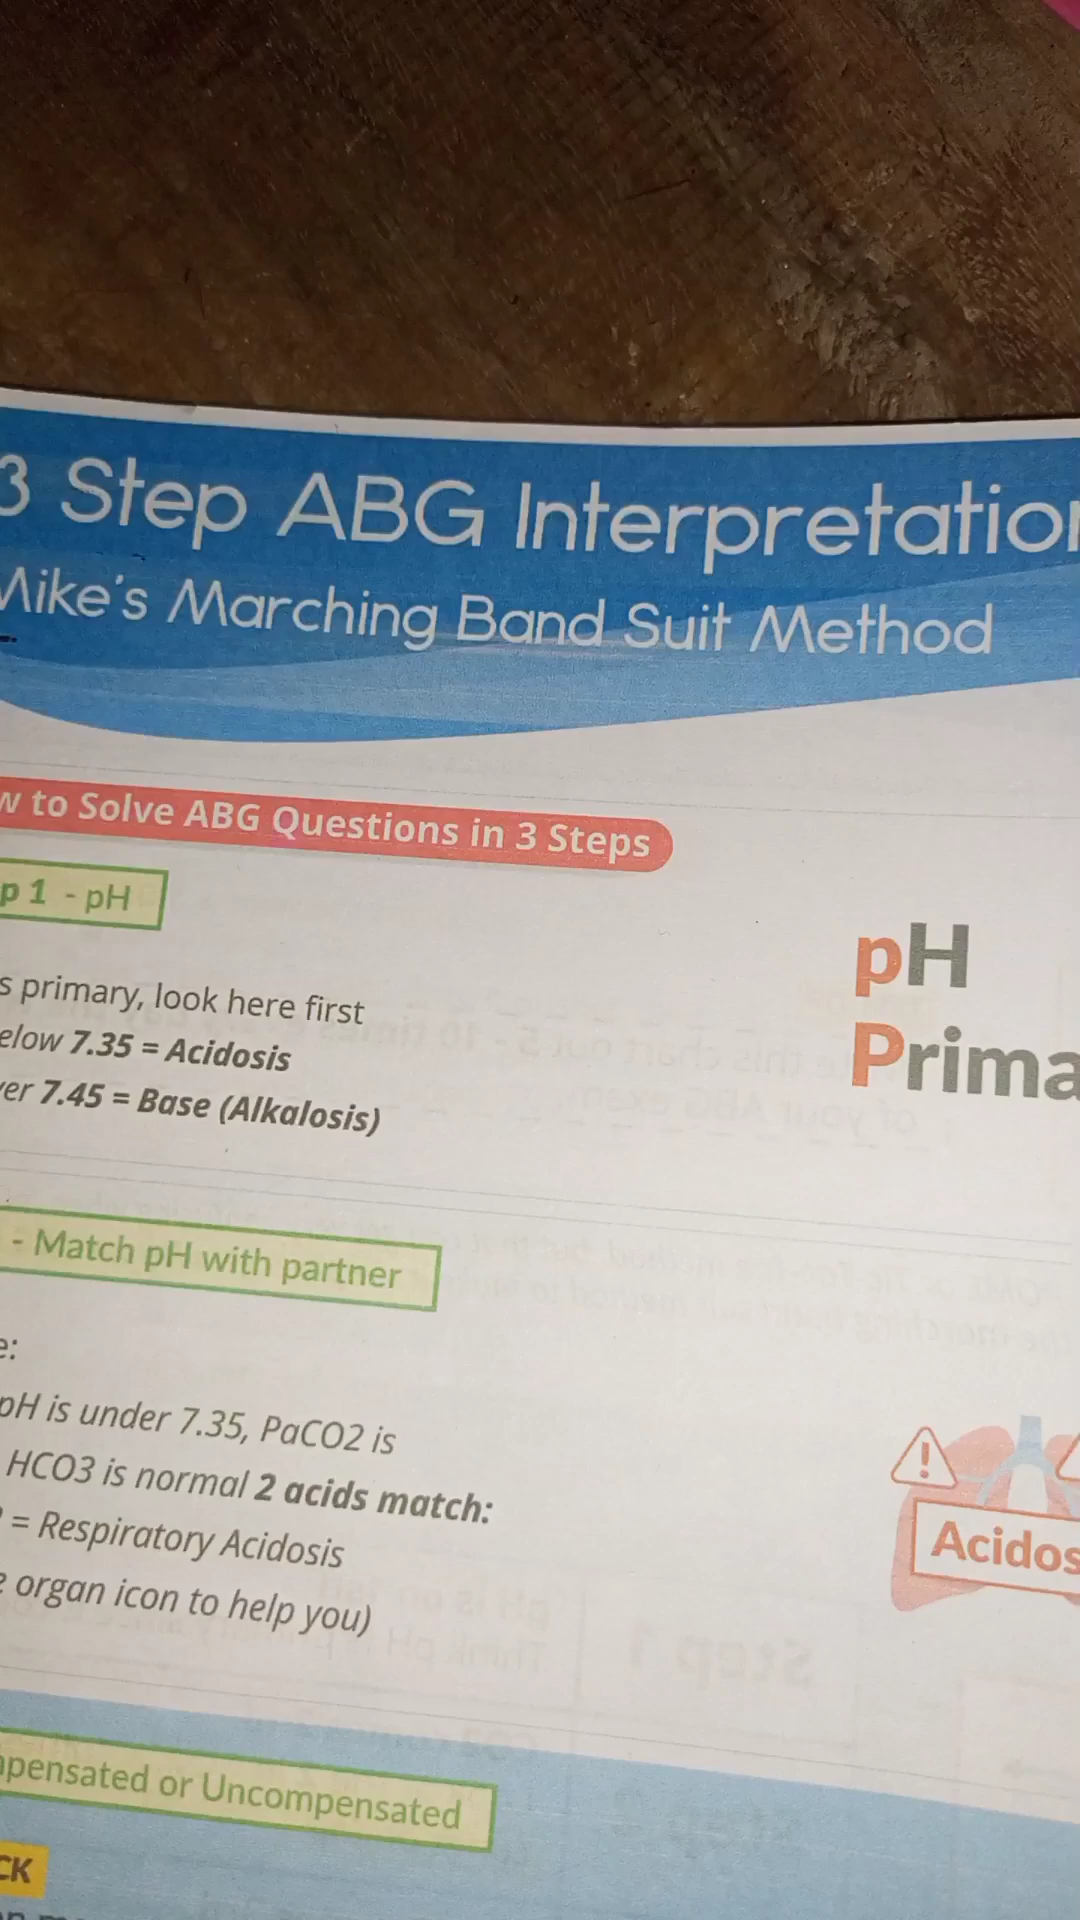 3 Step ABG Interpretation
Mike's Marching Band Suit Method
w to Solve ABG Questions in 3 Steps
p 1 - pH
s primary, look here first
elow 7.35 = Acidosis
ver 7.45 = Base (Alkalosis)
pH
Prima
- Match pH with partner
e:
pH is under 7.35, PaCO2 is
HCO3 is normal 2 acids match:
= Respiratory Acidosis
e organ icon to help you)
Acidos
mpensated or Uncompensated
CK